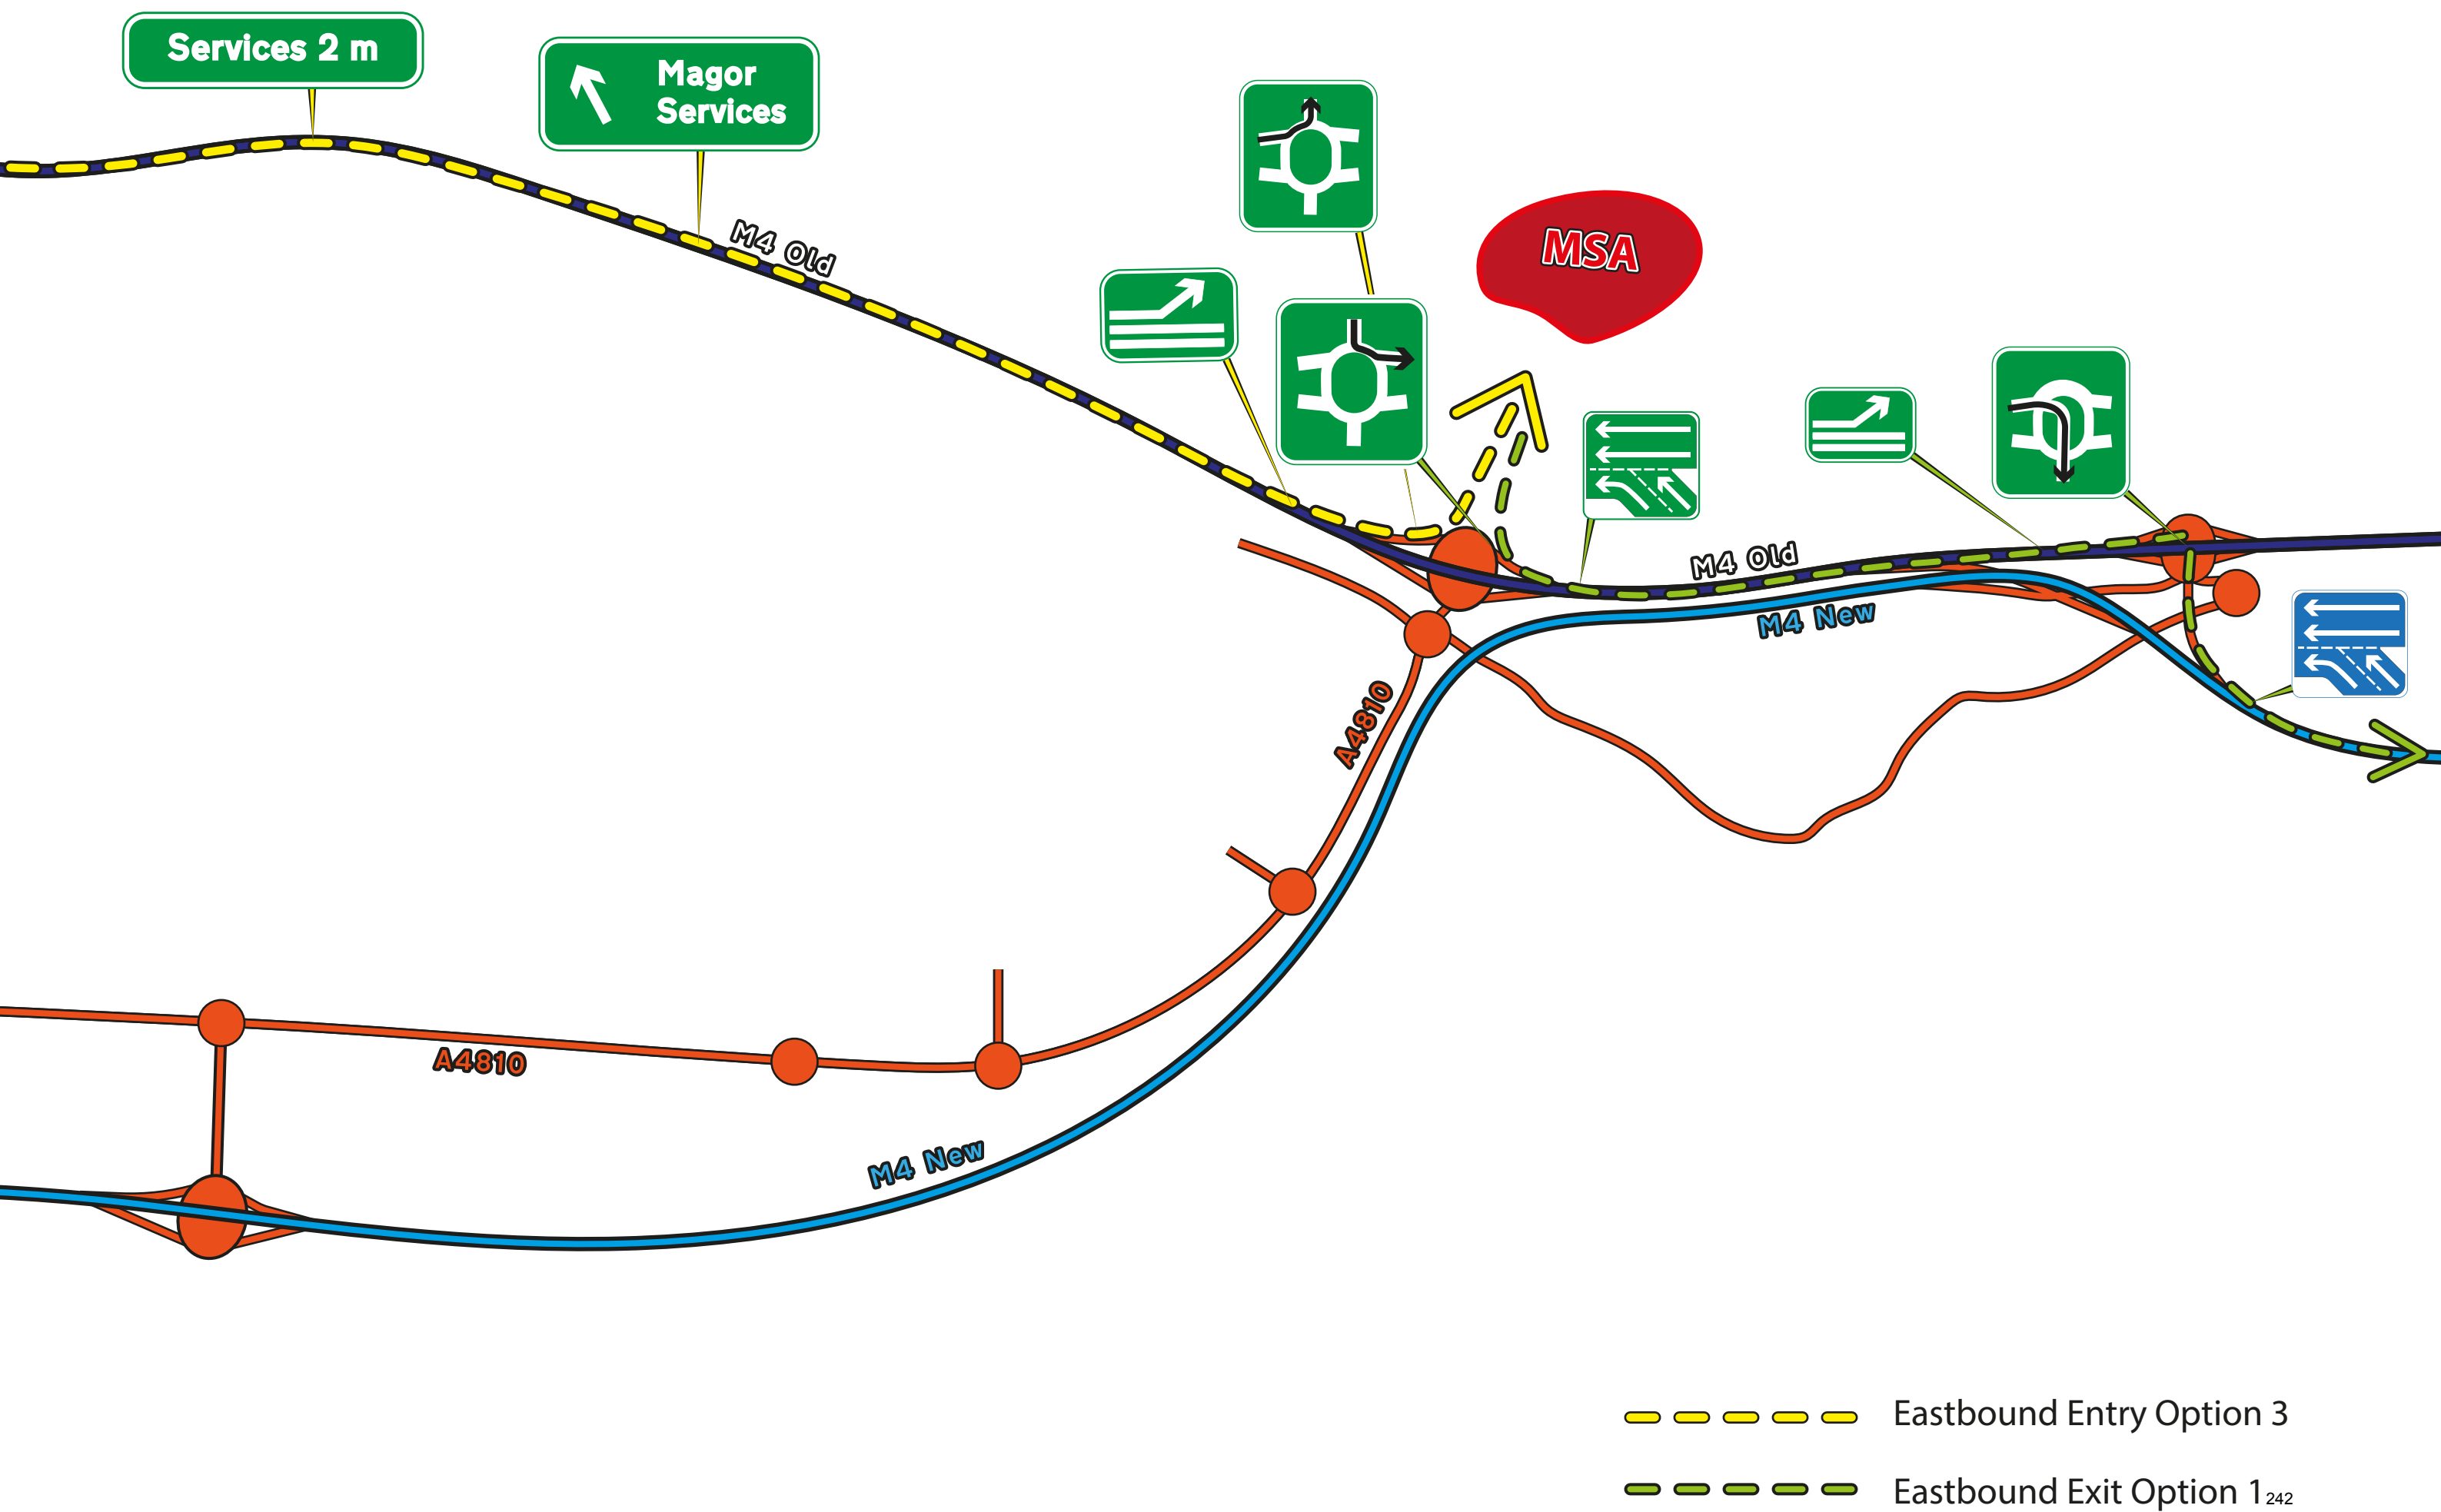 Services 2 m
Magor
Services
M4 Old
MSA
M4 Old
M4 New
A4810
A4810
M4 New
Eastbound Entry Option 3
Eastbound Exit Option 1
242